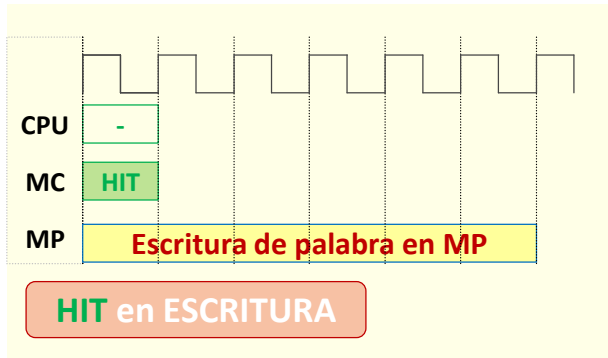 CPU -
MC HIT
MP Escritura de palabra en MP
HIT en ESCRITURA